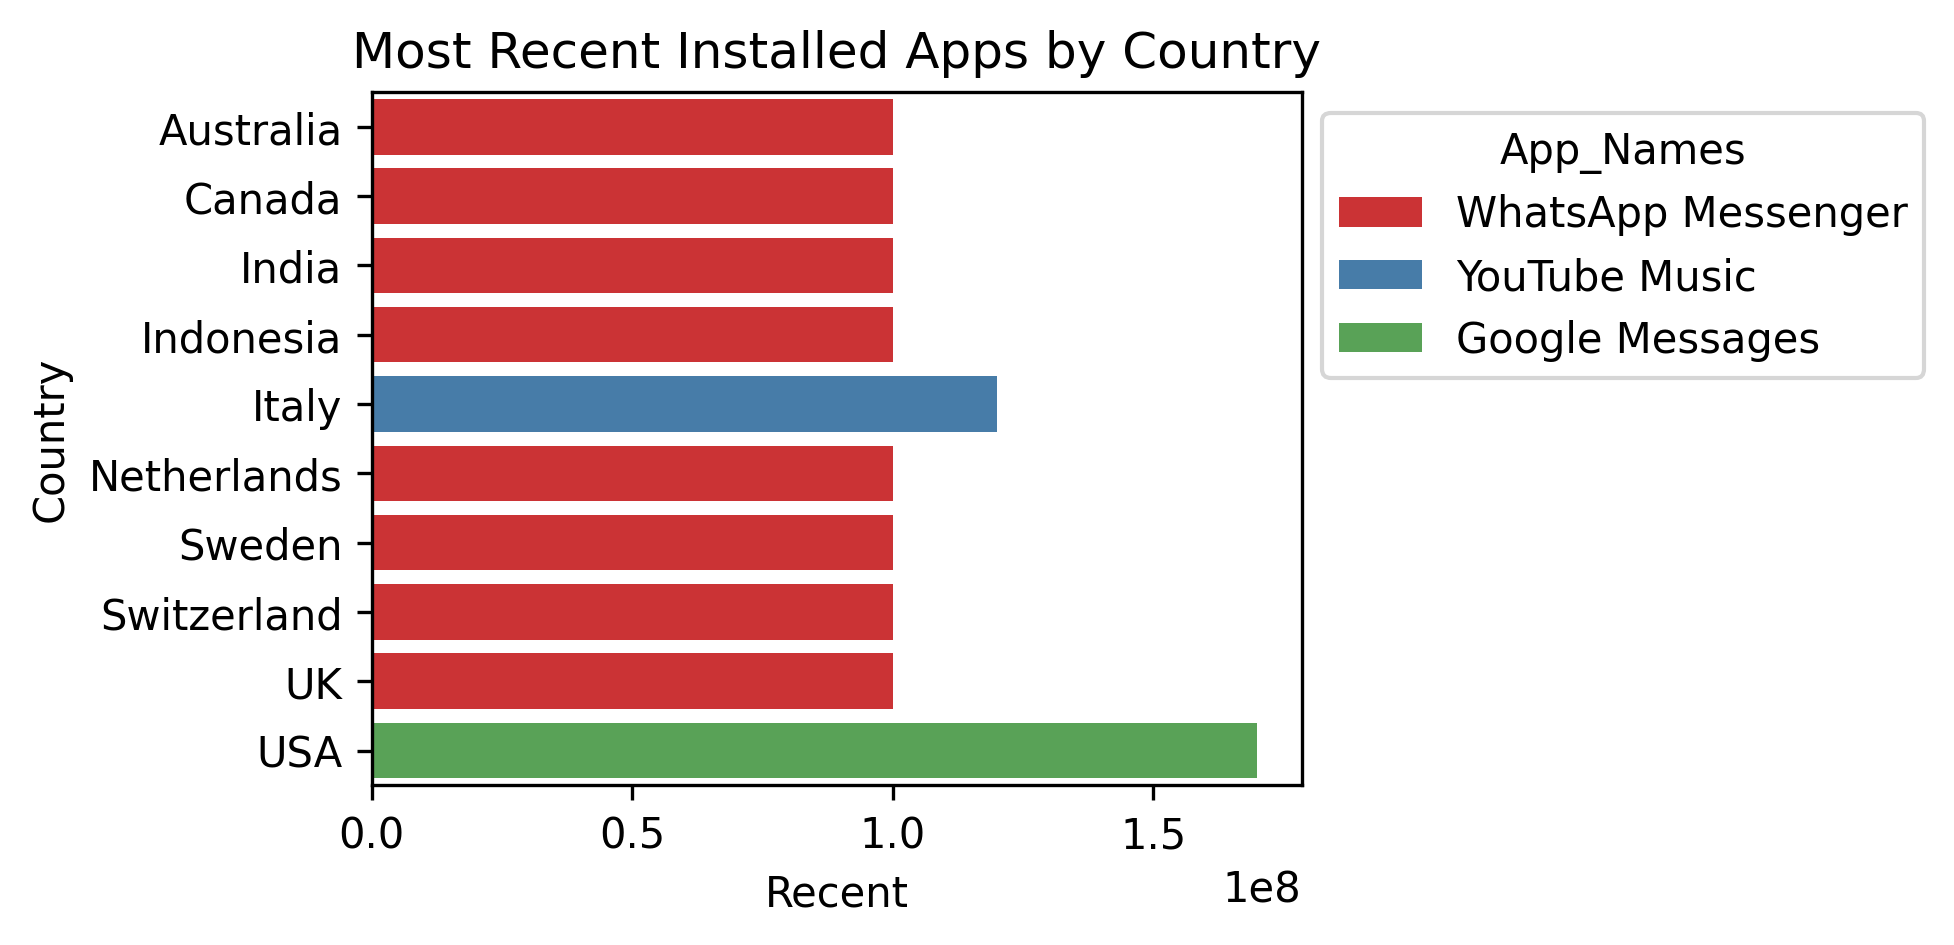 Most Recent Installed Apps by Country
Australia
Canada
India
Indonesia
Italy
Netherlands
Sweden
Switzerland
UK
USA
Country
0.0 0.5 1.0 1.5
1e8
Recent
App_Names
WhatsApp Messenger
YouTube Music
Google Messages